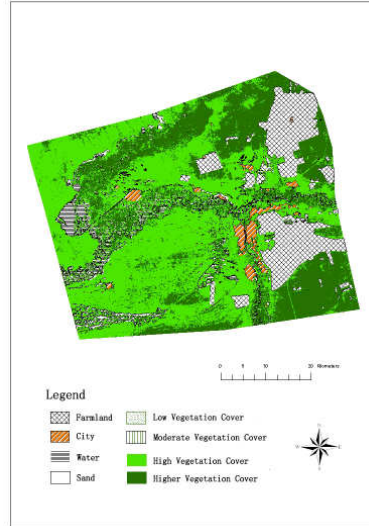 0 5 10 20 Kilometers
Legend
Farmland
Low Vegetation Cover
City
Moderate Vegetation Cover
Water
High Vegetation Cover
Sand
Higher Vegetation Cover